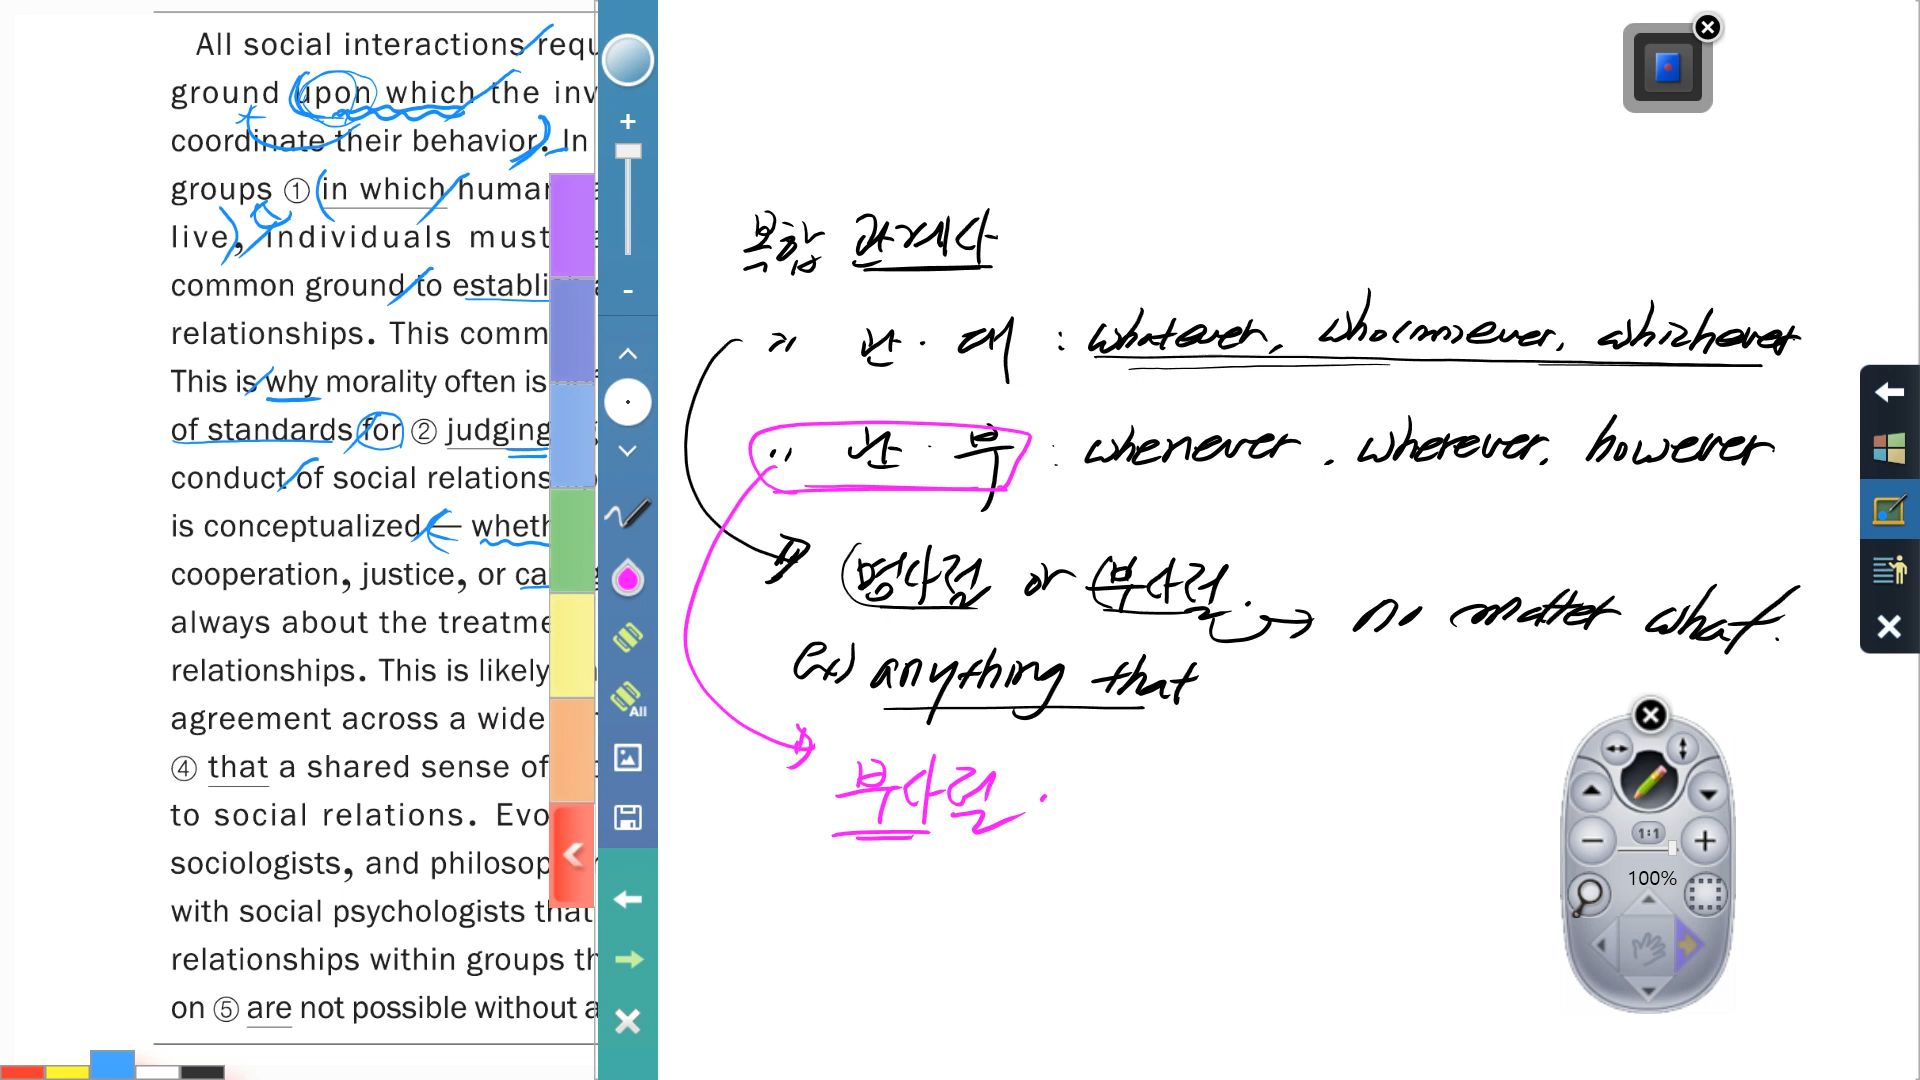 All social interactions requ
ground upon which the inv
coordinate their behavior. In
groups ① in which human
live, individuals must
common ground to establi
relationships. This comm
This is why morality often is
of standards for ② judging
conduct of social relations
is conceptualized — wheth
cooperation, justice, or ca
always about the treatme
relationships. This is likely
agreement across a wide
④ that a shared sense of
to social relations. Evo
sociologists, and philosop
with social psychologists that
relationships within groups th
on ⑤ are not possible without a
+
-
All
복합 관계사
〃 관·대 : whatever, who(m)ever, whichever
〃 관·부 : whenever, wherever, however
명사절 or 부사절. → no matter what.
ex) anything that
부사절.
1:1
100%